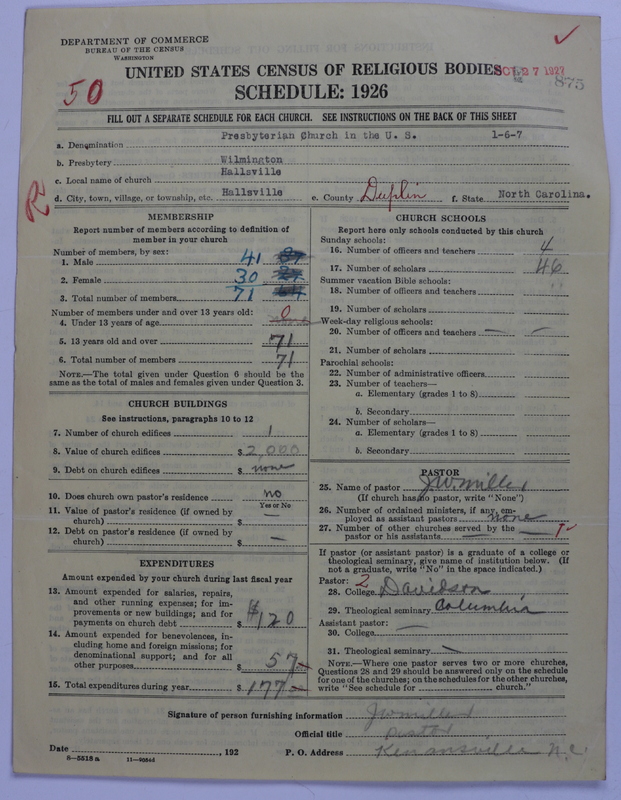 DEPARTMENT OF COMMERCE
BUREAU OF THE CENSUS
WASHINGTON
UNITED STATES CENSUS OF RELIGIOUS BODIES
OCT 27 1927
875
50
SCHEDULE: 1926
FILL OUT A SEPARATE SCHEDULE FOR EACH CHURCH. SEE INSTRUCTIONS ON THE BACK OF THIS SHEET
a. Denomination Presbyterian Church in the U. S. 1-6-7
b. Presbytery Wilmington
c. Local name of church Hallsville
R
d. City, town, village, or township, etc. Hallsville e. County Duplin f. State North Carolina.
MEMBERSHIP
Report number of members according to definition of
member in your church
Number of members, by sex:
1. Male 41
2. Female 30
3. Total number of members 71
Number of members under and over 13 years old:
4. Under 13 years of age 0
5. 13 years old and over 71
6. Total number of members 71
NOTE.—The total given under Question 6 should be the
same as the total of males and females given under Question 3.
CHURCH BUILDINGS
See instructions, paragraphs 10 to 12
7. Number of church edifices 1
8. Value of church edifices $ 2,000
9. Debt on church edifices $ none
10. Does church own pastor's residence no
Yes or No
11. Value of pastor's residence (if owned by
church) $ —
12. Debt on pastor's residence (if owned by
church) $ —
EXPENDITURES
Amount expended by your church during last fiscal year
13. Amount expended for salaries, repairs,
and other running expenses; for im-
provements or new buildings; and for
payments on church debt $ $120
14. Amount expended for benevolences, in-
cluding home and foreign missions; for
denominational support; and for all
other purposes $ 57
15. Total expenditures during year $ 177
CHURCH SCHOOLS
Report here only schools conducted by this church
Sunday schools:
16. Number of officers and teachers 4
17. Number of scholars 46
Summer vacation Bible schools:
18. Number of officers and teachers
19. Number of scholars
Week-day religious schools:
20. Number of officers and teachers — —
21. Number of scholars
Parochial schools:
22. Number of administrative officers
23. Number of teachers—
a. Elementary (grades 1 to 8)
b. Secondary
24. Number of scholars—
a. Elementary (grades 1 to 8)
b. Secondary
PASTOR
25. Name of pastor J W Miller
(If church has no pastor, write "None")
26. Number of ordained ministers, if any, em-
ployed as assistant pastors none
27. Number of other churches served by the
pastor or his assistants —
If pastor (or assistant pastor) is a graduate of a college or
theological seminary, give name of institution below. (If
not a graduate, write "No" in the space indicated.)
Pastor: 2
28. College Davidson
29. Theological seminary Columbia
Assistant pastor: —
30. College
31. Theological seminary
NOTE.—Where one pastor serves two or more churches,
Questions 28 and 29 should be answered only on the schedule
for one of the churches; on the schedules for the other churches,
write "See schedule for church."
Signature of person furnishing information J W Miller
Official title Pastor
Date , 192 P. O. Address Kenansville N.C.
8—5518a